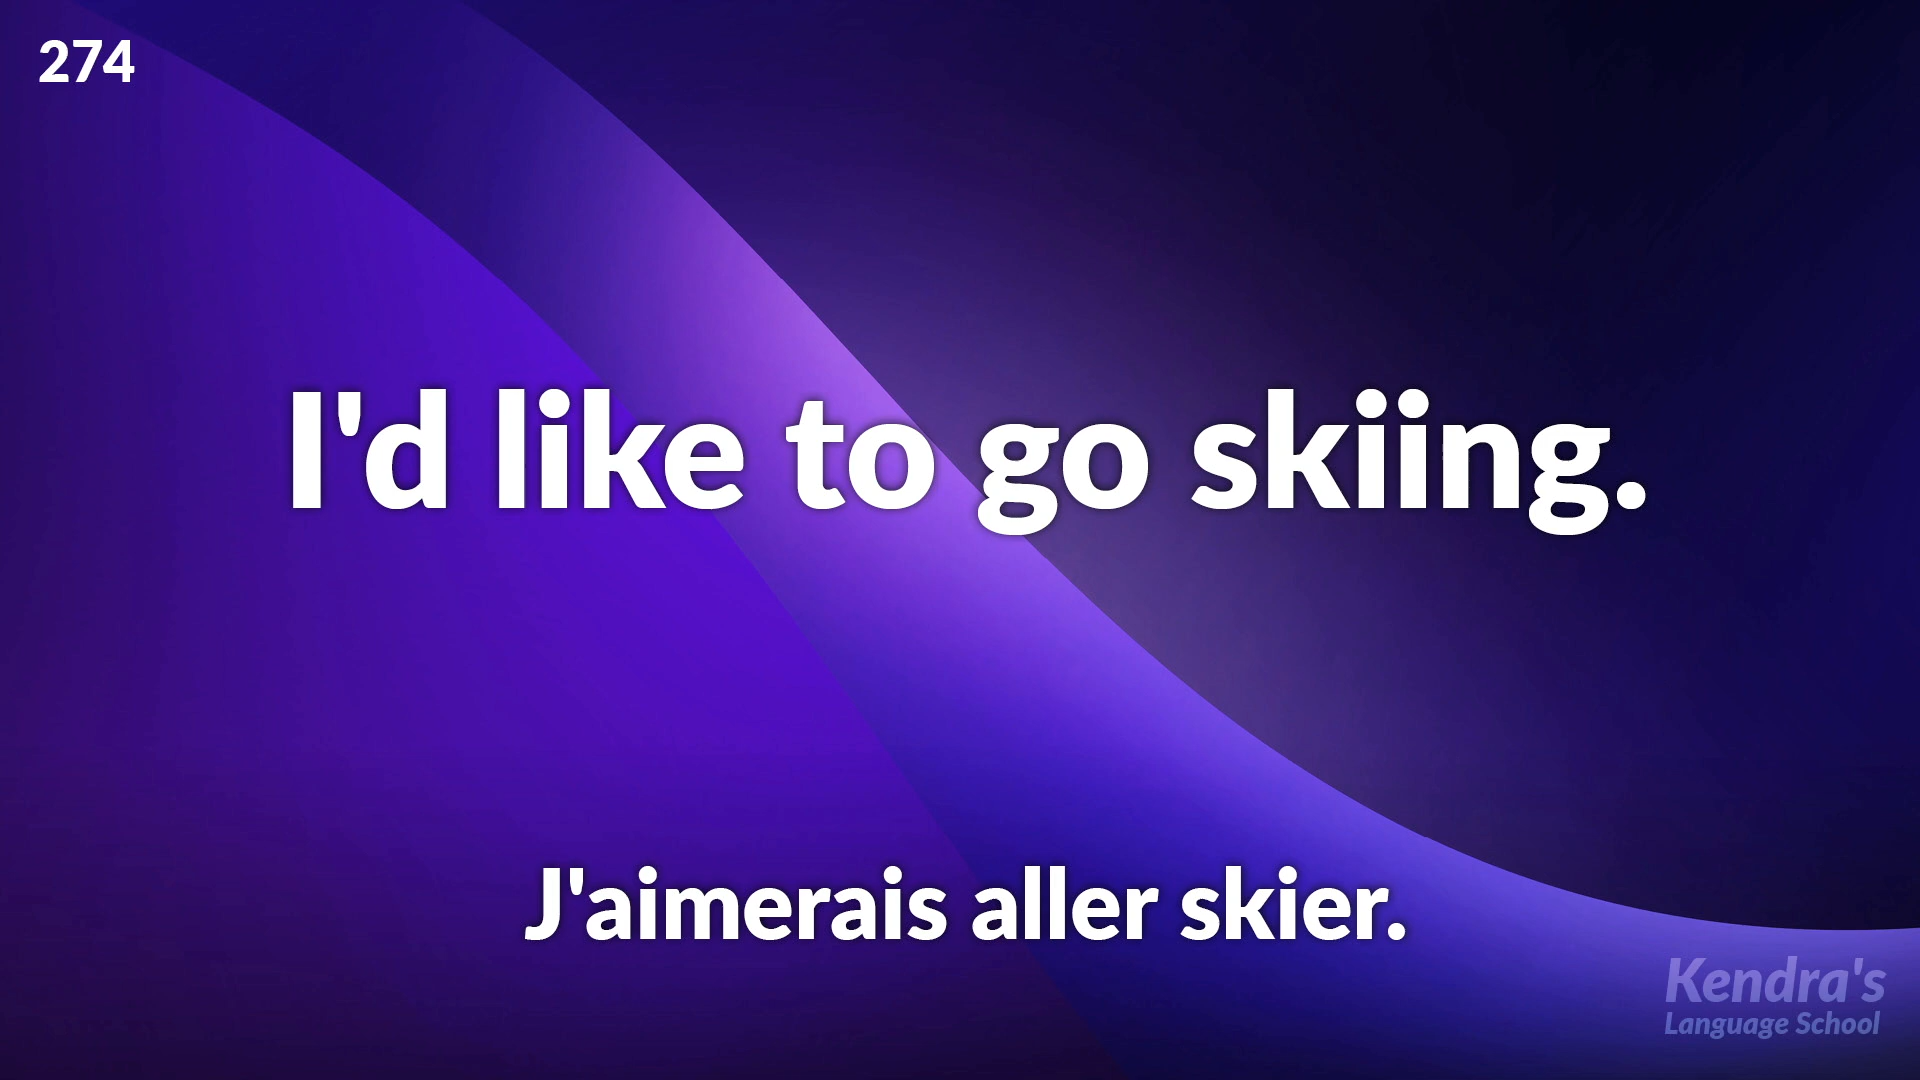 274
I'd like to go skiing.
J'aimerais aller skier.
Kendra's
Language School